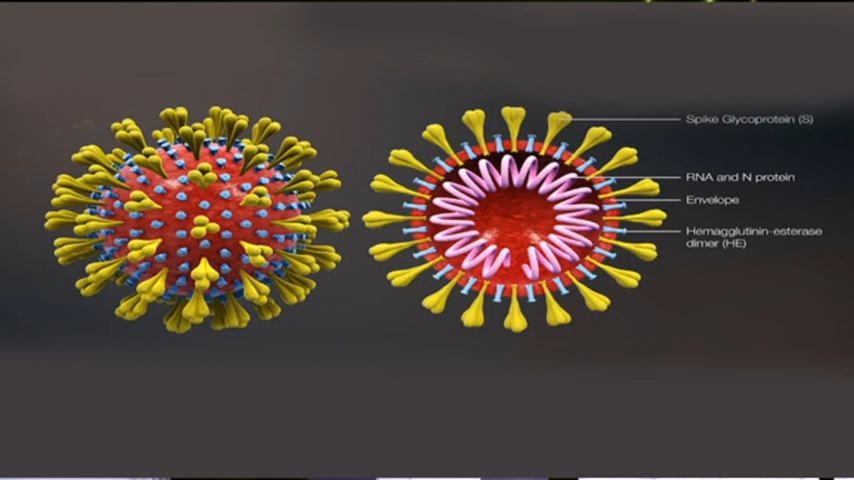 Spike Glycoprotein (S)
RNA and N protein
Envelope
Hemagglutinin-esterase
dimer (HE)